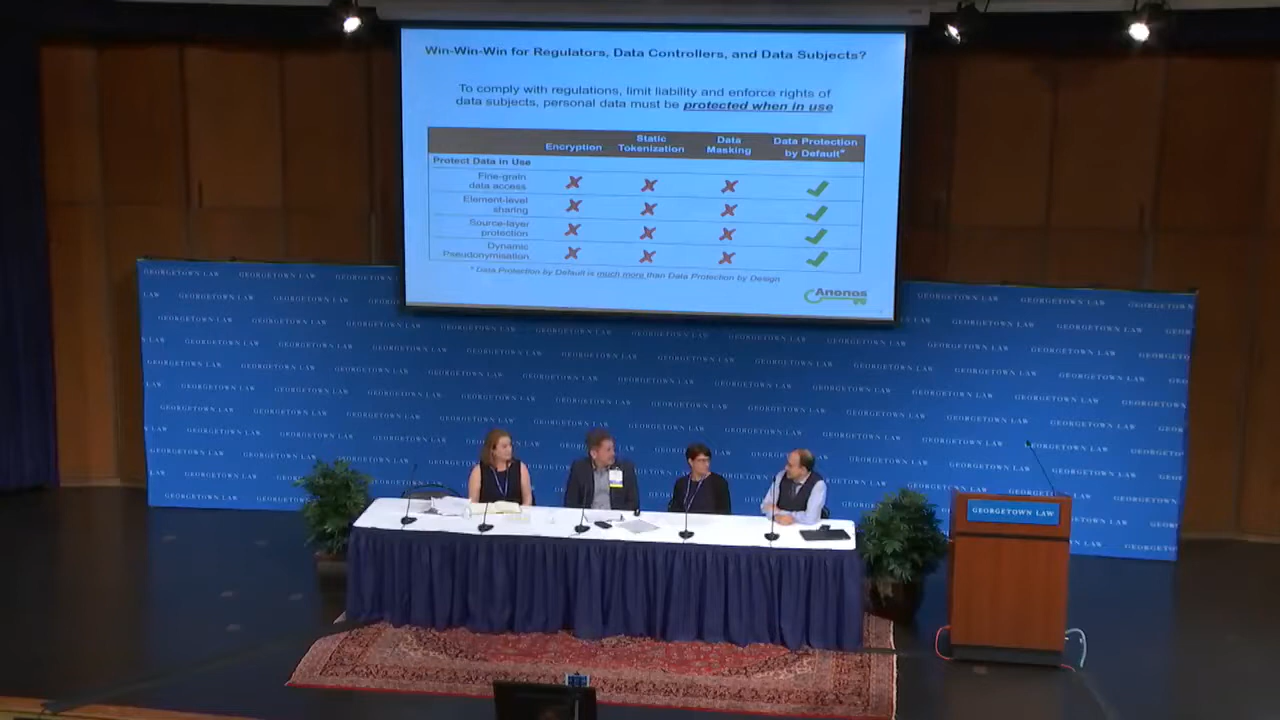 Win-Win-Win for Regulators, Data Controllers, and Data Subjects?
To comply with regulations, limit liability and enforce rights of
data subjects, personal data must be protected when in use
Encryption
Static
Tokenization
Data
Masking
Data Protection
by Default*
Protect Data in Use
Fine-grain
data access
Element-level
sharing
Source-layer
protection
Dynamic
Pseudonymisation
* Data Protection by Default is much more than Data Protection by Design
Anonos
GEORGETOWN LAW
GEORGETOWN LAW